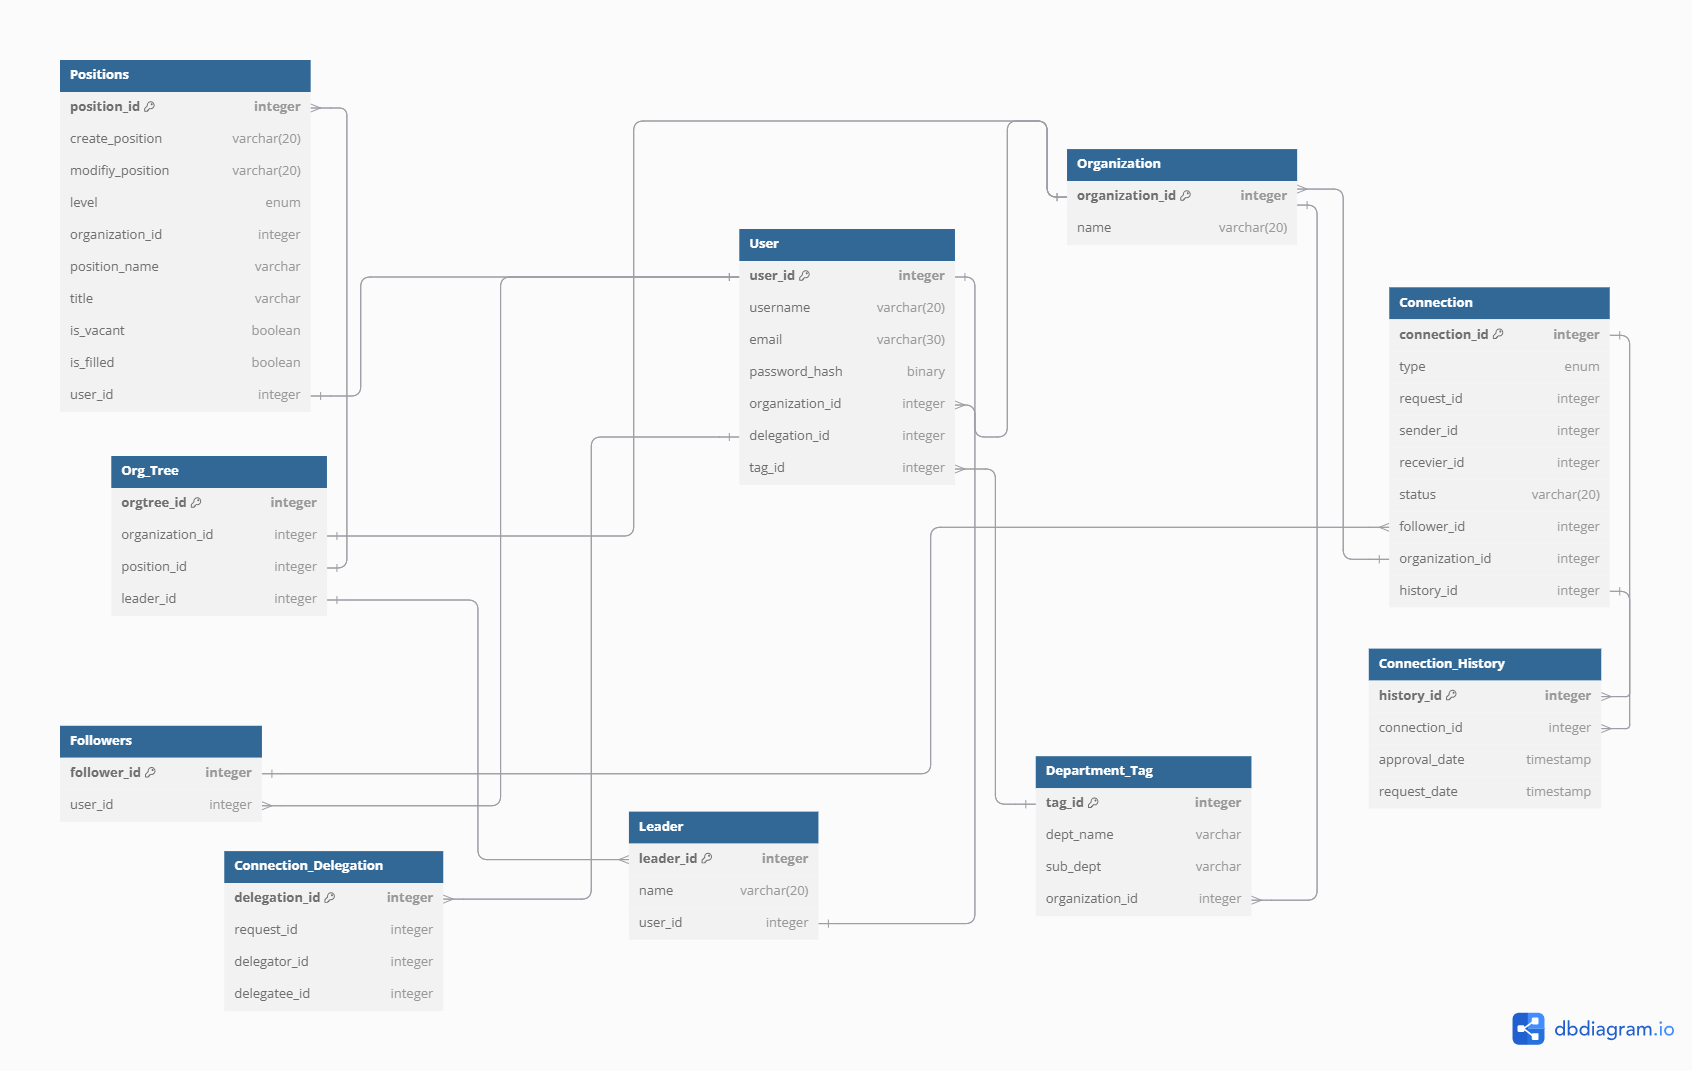 Positions
position_id integer
create_position varchar(20)
modifiy_position varchar(20)
level enum
organization_id integer
position_name varchar
title varchar
is_vacant boolean
is_filled boolean
user_id integer
Organization
organization_id integer
name varchar(20)
User
user_id integer
username varchar(20)
email varchar(30)
password_hash binary
organization_id integer
delegation_id integer
tag_id integer
Connection
connection_id integer
type enum
request_id integer
sender_id integer
recevier_id integer
status varchar(20)
follower_id integer
organization_id integer
history_id integer
Org_Tree
orgtree_id integer
organization_id integer
position_id integer
leader_id integer
Connection_History
history_id integer
connection_id integer
approval_date timestamp
request_date timestamp
Followers
follower_id integer
user_id integer
Department_Tag
tag_id integer
dept_name varchar
sub_dept varchar
organization_id integer
Leader
leader_id integer
name varchar(20)
user_id integer
Connection_Delegation
delegation_id integer
request_id integer
delegator_id integer
delegatee_id integer
dbdiagram.io